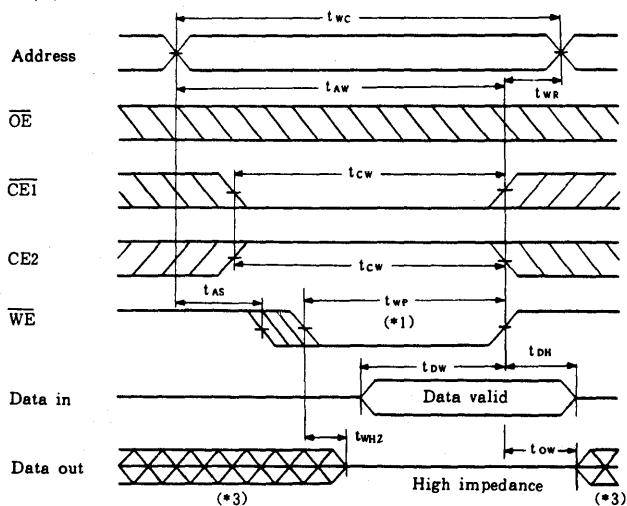 tWC
Address
tAW
tWR
OE
CE1
tCW
CE2
tCW
tAS
tWP
WE
(*1)
tDW
tDH
Data in
Data valid
tWHZ
tOW
Data out
High impedance
(*3)
(*3)